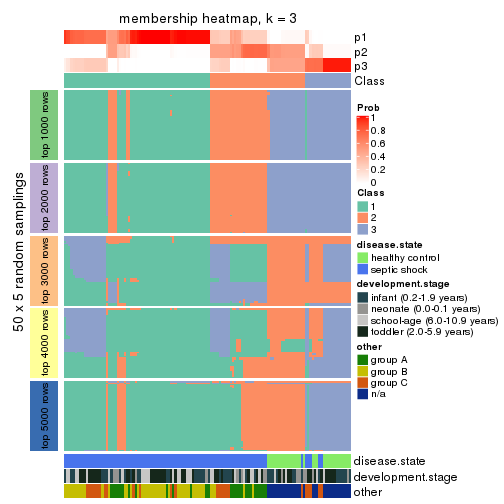 membership heatmap, k = 3
p1
p2
p3
Class
50 x 5 random samplings
top 1000 rows
top 2000 rows
top 3000 rows
top 4000 rows
top 5000 rows
Prob
1
0.8
0.6
0.4
0.2
0
Class
1
2
3
disease.state
healthy control
septic shock
development.stage
infant (0.2-1.9 years)
neonate (0.0-0.1 years)
school-age (6.0-10.9 years)
toddler (2.0-5.9 years)
other
group A
group B
group C
n/a
disease.state
development.stage
other